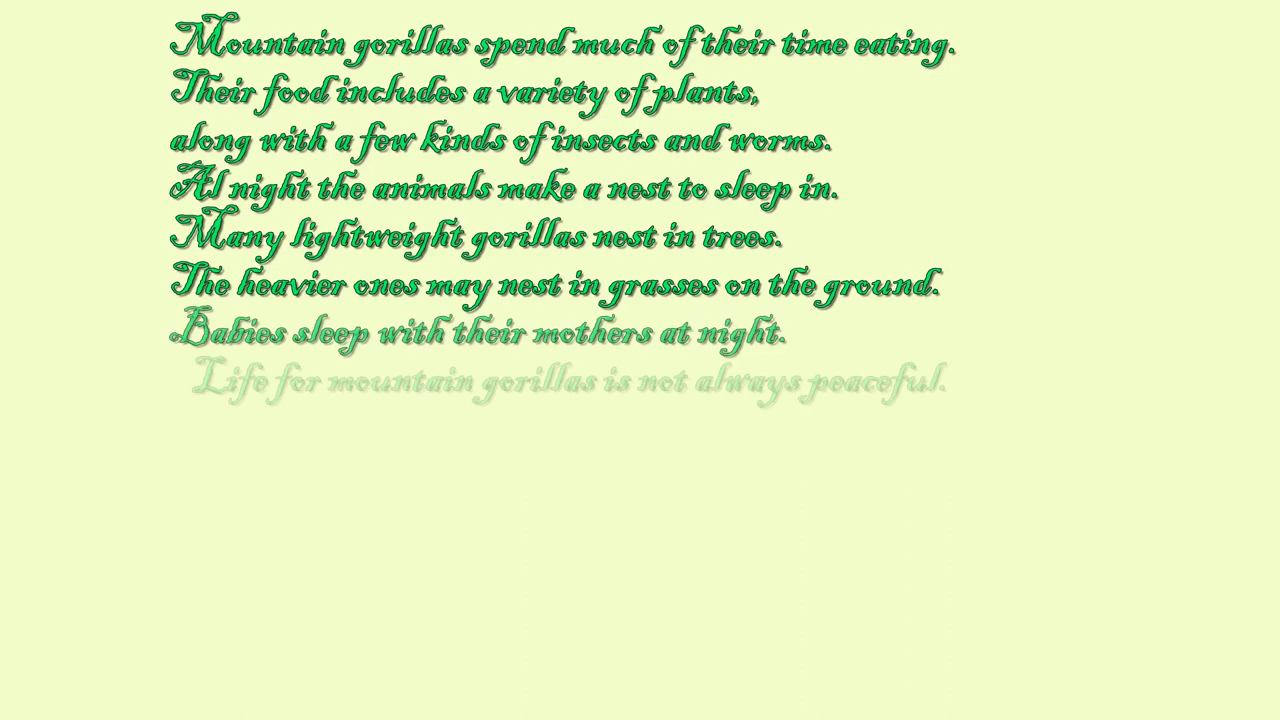 Mountain gorillas spend much of their time eating.
Their food includes a variety of plants,
along with a few kinds of insects and worms.
Al night the animals make a nest to sleep in.
Many lightweight gorillas nest in trees.
The heavier ones may nest in grasses on the ground.
Babies sleep with their mothers at night.
Life for mountain gorillas is not always peaceful.